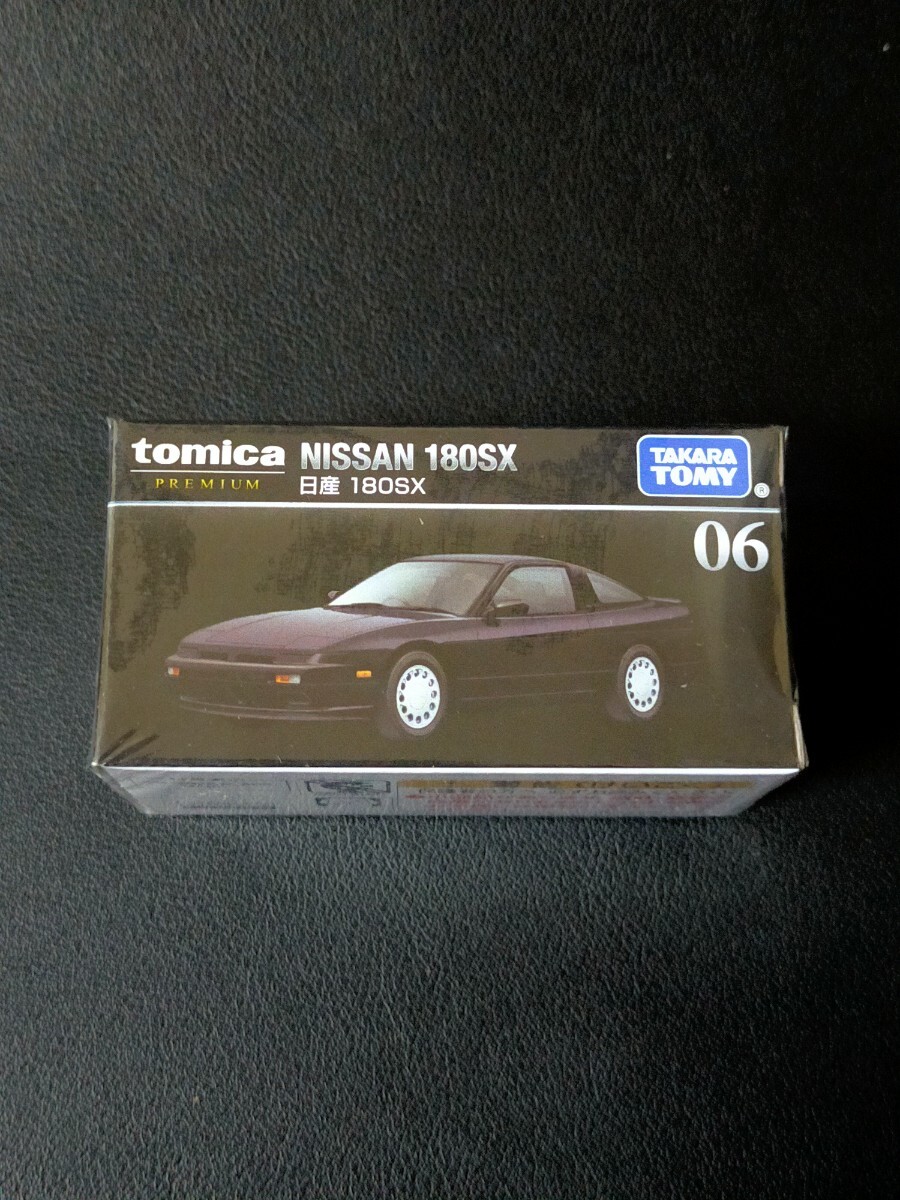 tomica
PREMIUM
NISSAN 180SX
日産 180SX
TAKARA
TOMY
®
06